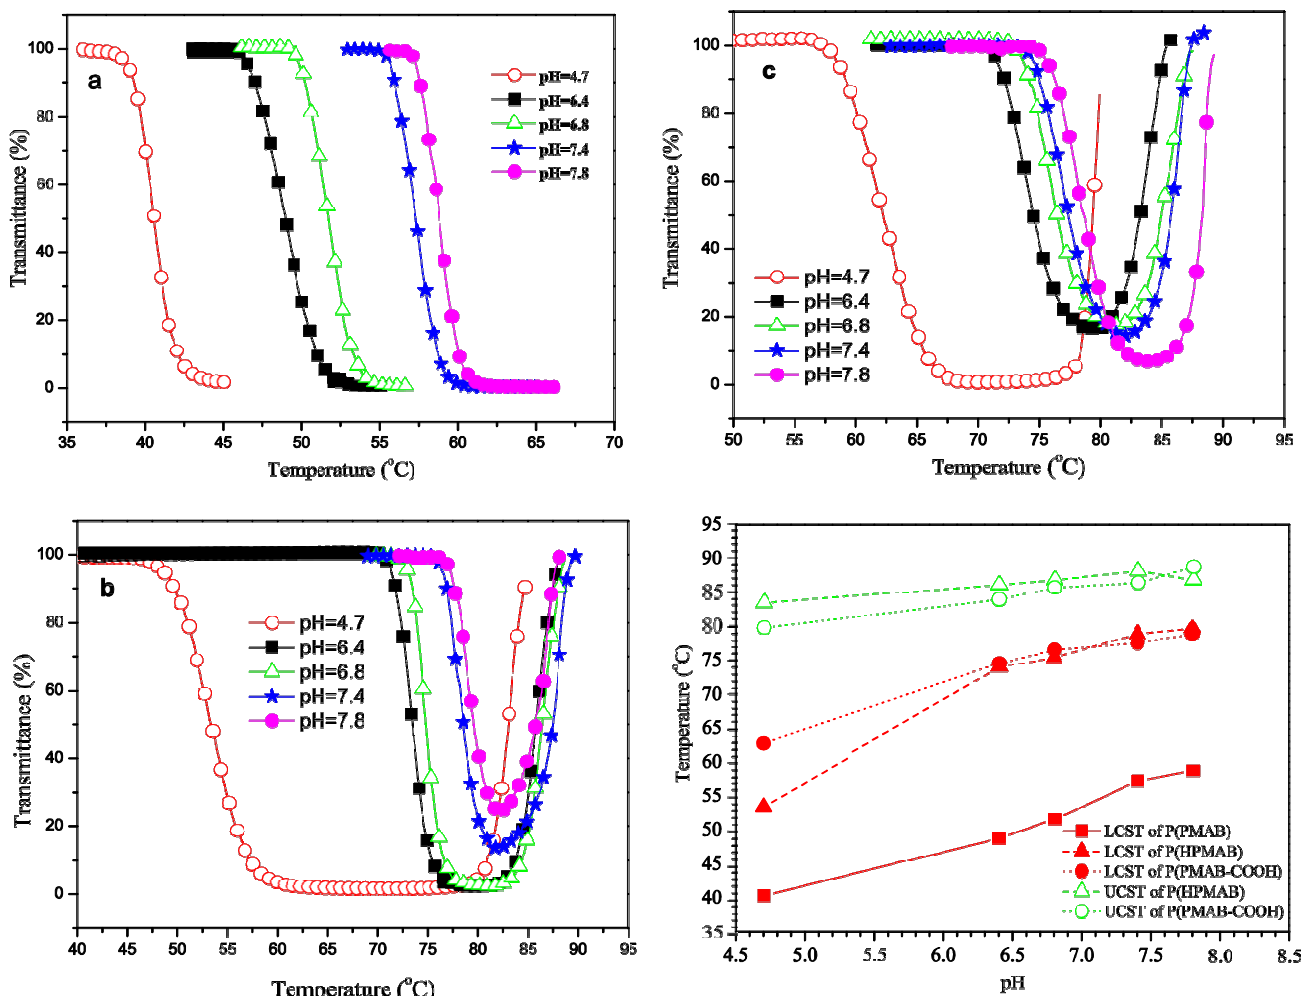 a
Transmittance (%)
100
80
60
40
20
0
pH=4.7
pH=6.4
pH=6.8
pH=7.4
pH=7.8
35 40 45 50 55 60 65 70
Temperature (°C)
c
Transmittance (%)
100
80
60
40
20
0
pH=4.7
pH=6.4
pH=6.8
pH=7.4
pH=7.8
50 55 60 65 70 75 80 85 90 95
Temperature (°C)
b
Transmittance (%)
100
80
60
40
20
0
pH=4.7
pH=6.4
pH=6.8
pH=7.4
pH=7.8
40 45 50 55 60 65 70 75 80 85 90 95
Temperature (°C)
Temperature (°C)
95
90
85
80
75
70
65
60
55
50
45
40
35
LCST of P(PMAB)
LCST of P(HPMAB)
LCST of P(PMAB-COOH)
UCST of P(HPMAB)
UCST of P(PMAB-COOH)
4.5 5.0 5.5 6.0 6.5 7.0 7.5 8.0 8.5
pH